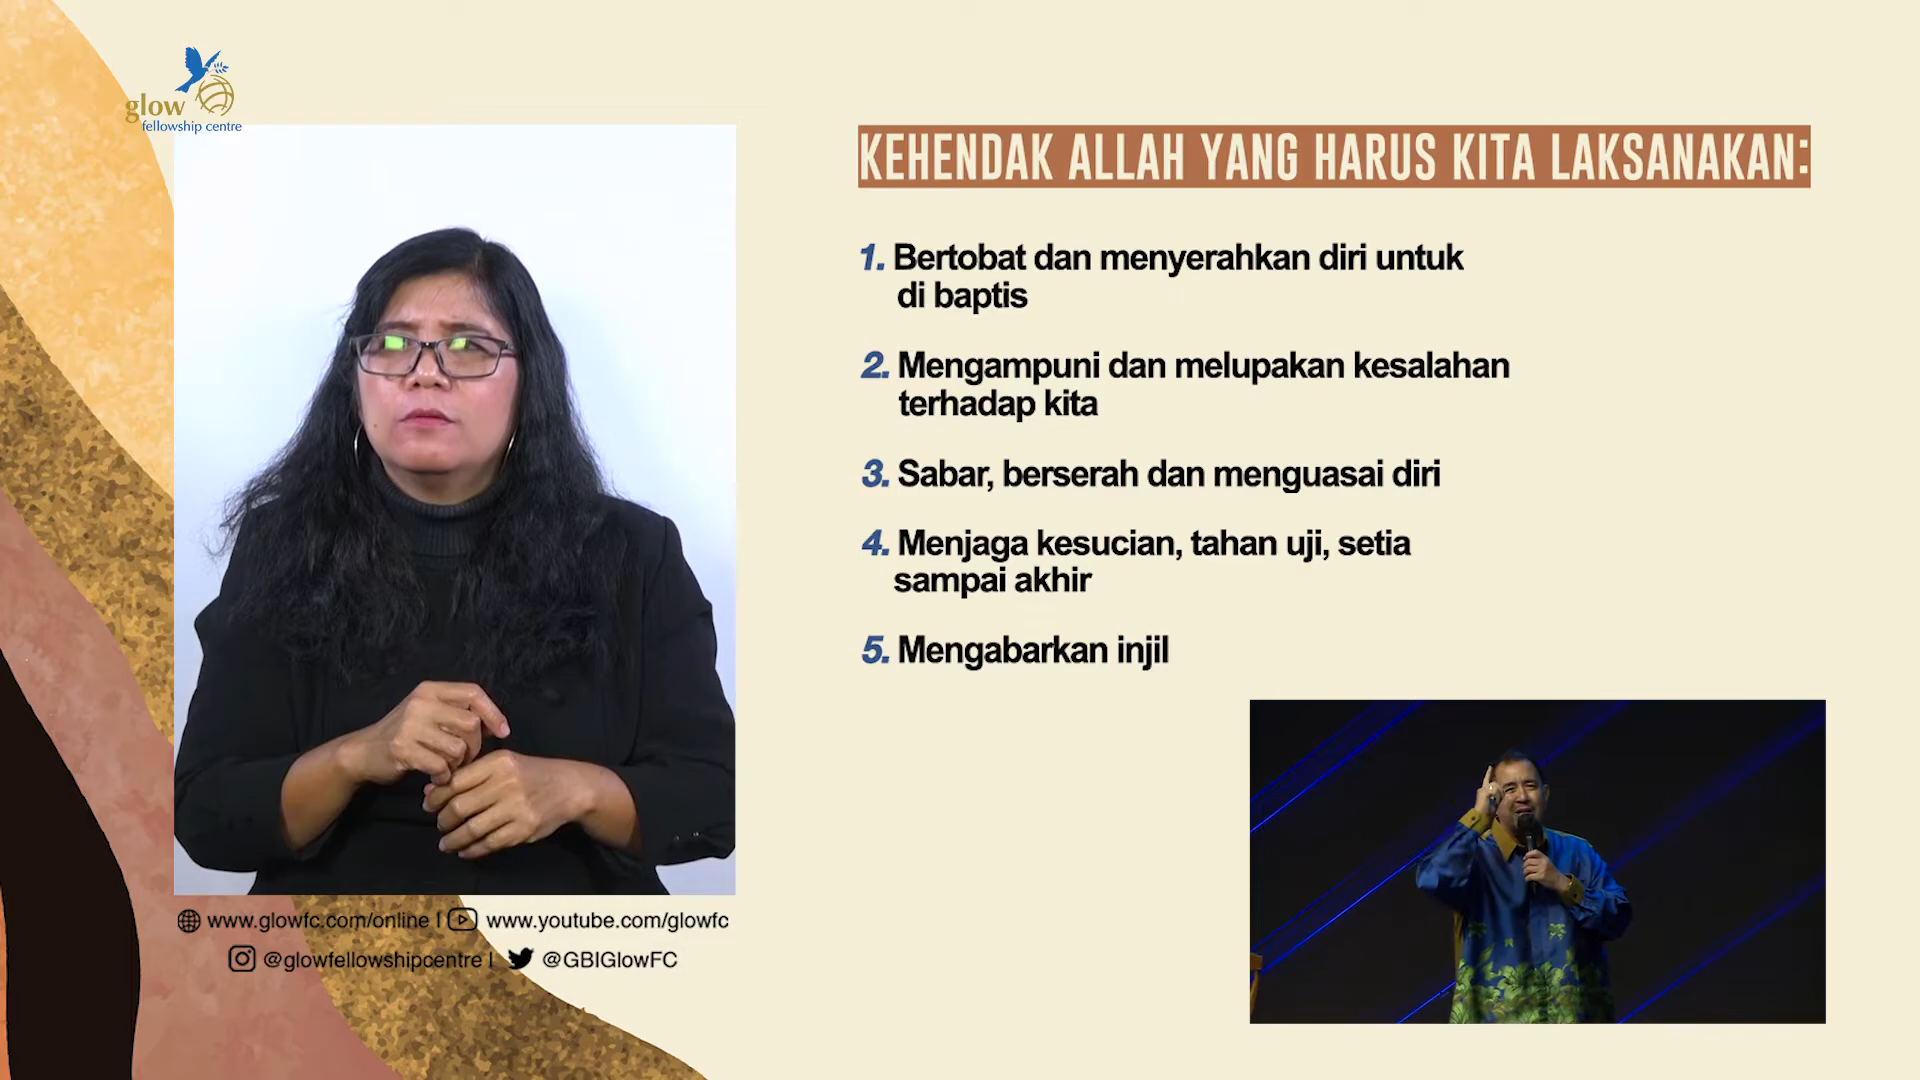 glow
fellowship centre
KEHENDAK ALLAH YANG HARUS KITA LAKSANAKAN:
1. Bertobat dan menyerahkan diri untuk
di baptis
2. Mengampuni dan melupakan kesalahan
terhadap kita
3. Sabar, berserah dan menguasai diri
4. Menjaga kesucian, tahan uji, setia
sampai akhir
5. Mengabarkan injil
www.glowfc.com/online | www.youtube.com/glowfc
@glowfellowshipcentre | @GBIGlowFC